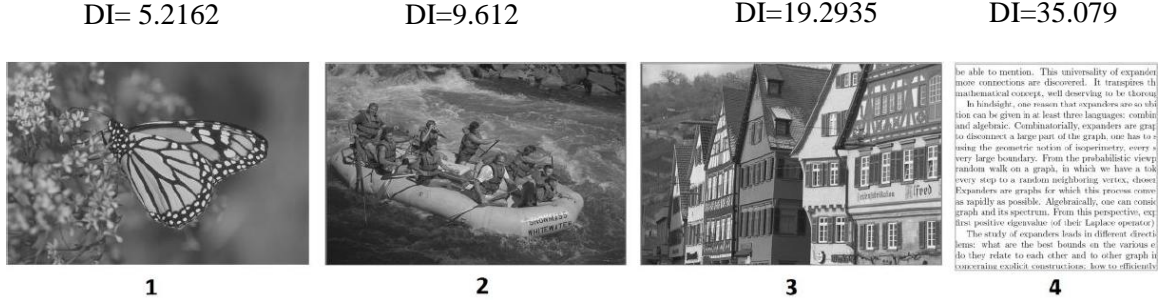 DI= 5.2162
DI=9.612
DI=19.2935
DI=35.079
SNOWMASS
WHITEWATER
Alfred
be able to mention. This universality of expander
more connections are discovered. It transpires th
mathematical concept, well deserving to be thoroug
In hindsight, one reason that expanders are so ubi
tion can be given in at least three languages: combin
and algebraic. Combinatorially, expanders are grap
to disconnect a large part of the graph, one has to s
using the geometric notion of isoperimetry, every s
very large boundary. From the probabilistic viewp
random walk on a graph, in which we have a tok
every step to a random neighboring vertex, chosen
Expanders are graphs for which this process conve
as rapidly as possible. Algebraically, one can consid
graph and its spectrum. From this perspective, exp
first positive eigenvalue (of their Laplace operator)
The study of expanders leads in different directi
lems: what are the best bounds on the various e
do they relate to each other and to other graph in
concerning explicit constructions: how to efficiently
1
2
3
4